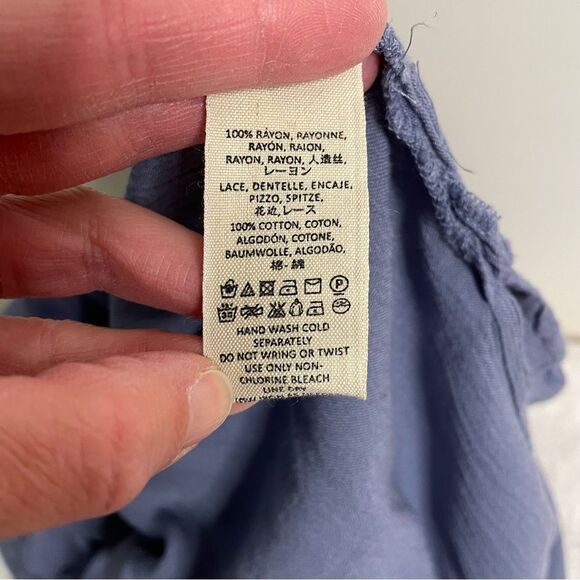 100% RAYON, RAYONNE,
RAYÓN, RAION,
RAYON, RAYON, 人造丝,
レーヨン
LACE, DENTELLE, ENCAJE,
PIZZO, SPITZE,
花边, レース
100% COTTON, COTON,
ALGODÓN, COTONE,
BAUMWOLLE, ALGODÃO,
棉 - 綿
HAND WASH COLD
SEPARATELY
DO NOT WRING OR TWIST
USE ONLY NON-
CHLORINE BLEACH
LINE DRY